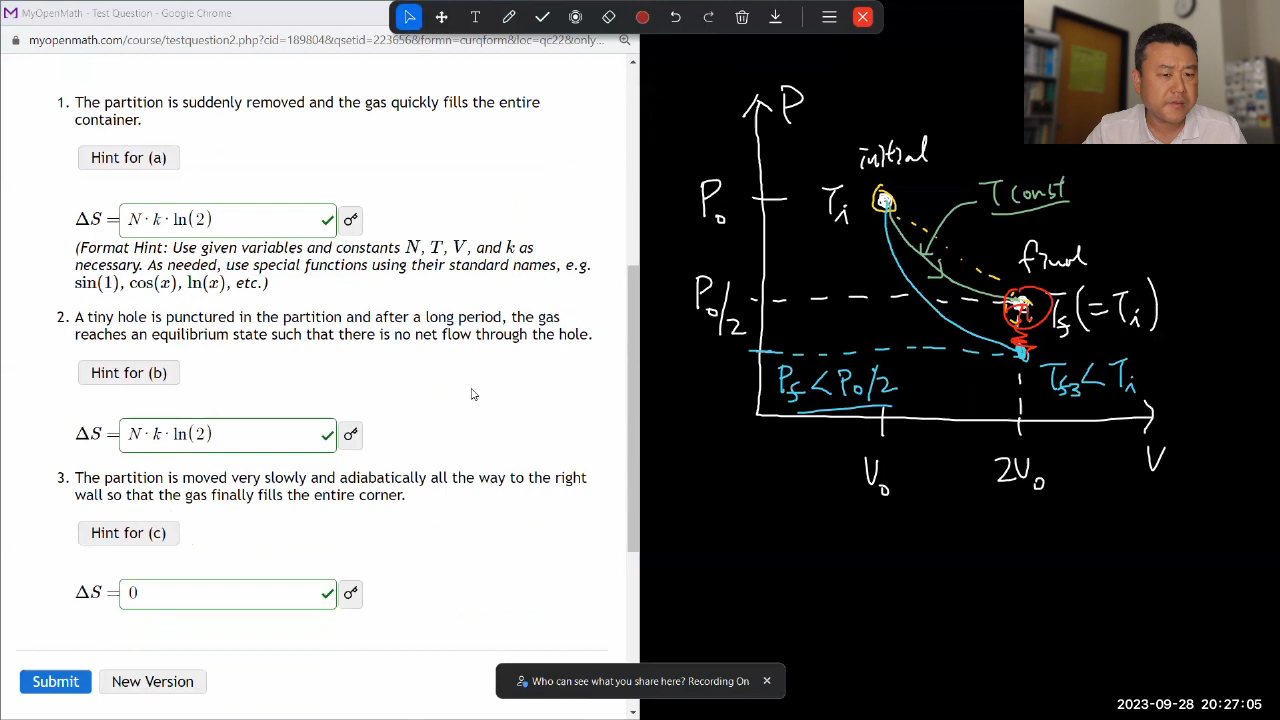 MyOpenMath - Test Question - Google Chrome
myopenmath.com/course/testquestion2.php?cid=189804&qsetid=223656&formn=curqform&loc=qc22&only...
1. The partition is suddenly removed and the gas quickly fills the entire
container.
Hint for (a)
ΔS = N · k · ln(2)
(Format Hint: Use given variables and constants N, T, V, and k as
necessary. As needed, use special functions using their standard names, e.g.
sin(1), cos(x), ln(x), etc.)
2. A tiny hole is punctured in the partition and after a long period, the gas
reaches an equilibrium state such that there is no net flow through the hole.
Hint for (b)
ΔS = N · k · ln(2)
3. The partition is moved very slowly and adiabatically all the way to the right
wall so that the gas finally fills the entire corner.
Hint for (c)
ΔS = 0
Submit
New Version
T
P
initial
P₀
Tᵢ
T const
final
P₀/2
T_f (= Tᵢ)
P_f < P₀/2
T_f3 < Tᵢ
V₀
2V₀
V
Who can see what you share here? Recording On
2023-09-28 20:27:05